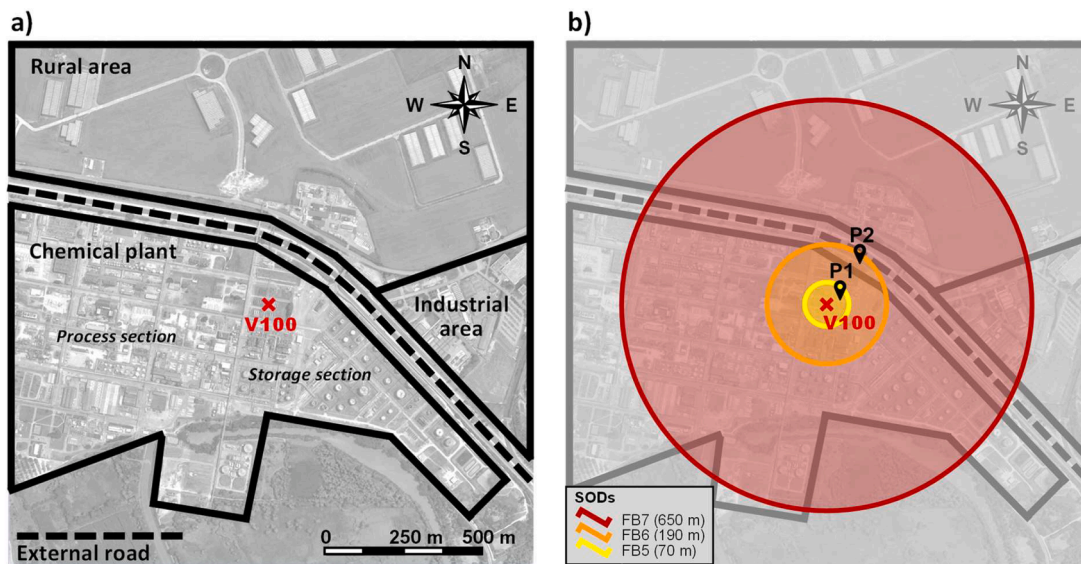 a)
Rural area
N
W E
S
Chemical plant
Industrial
area
V100
Process section
Storage section
External road
0 250 m 500 m
b)
N
W E
S
P2
P1
V100
SODs
FB7 (650 m)
FB6 (190 m)
FB5 (70 m)